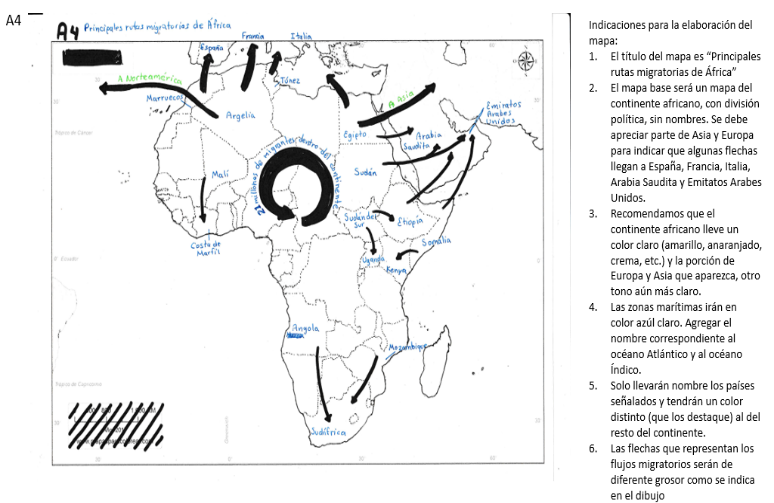 A4
A4 Principales rutas migratorias de África
España
Francia
Italia
A Norteamérica
Túnez
A Asia
Marruecos
Argelia
Emiratos
Arabes
Unidos
Egipto
Arabia
Saudita
21 millones de migrantes dentro del continente
Malí
Sudán
Sudán del
Sur
Etiopía
Costa de
Marfil
Somalia
Uganda
Kenya
Angola
Mozambique
Sudáfrica
Indicaciones para la elaboración del
mapa:
1. El título del mapa es “Principales
rutas migratorias de África”
2. El mapa base será un mapa del
continente africano, con división
política, sin nombres. Se debe
apreciar parte de Asia y Europa
para indicar que algunas flechas
llegan a España, Francia, Italia,
Arabia Saudita y Emitatos Arabes
Unidos.
3. Recomendamos que el
continente africano lleve un
color claro (amarillo, anaranjado,
crema, etc.) y la porción de
Europa y Asia que aparezca, otro
tono aún más claro.
4. Las zonas marítimas irán en
color azúl claro. Agregar el
nombre correspondiente al
océano Atlántico y al océano
Índico.
5. Solo llevarán nombre los países
señalados y tendrán un color
distinto (que los destaque) al del
resto del continente.
6. Las flechas que representan los
flujos migratorios serán de
diferente grosor como se indica
en el dibujo